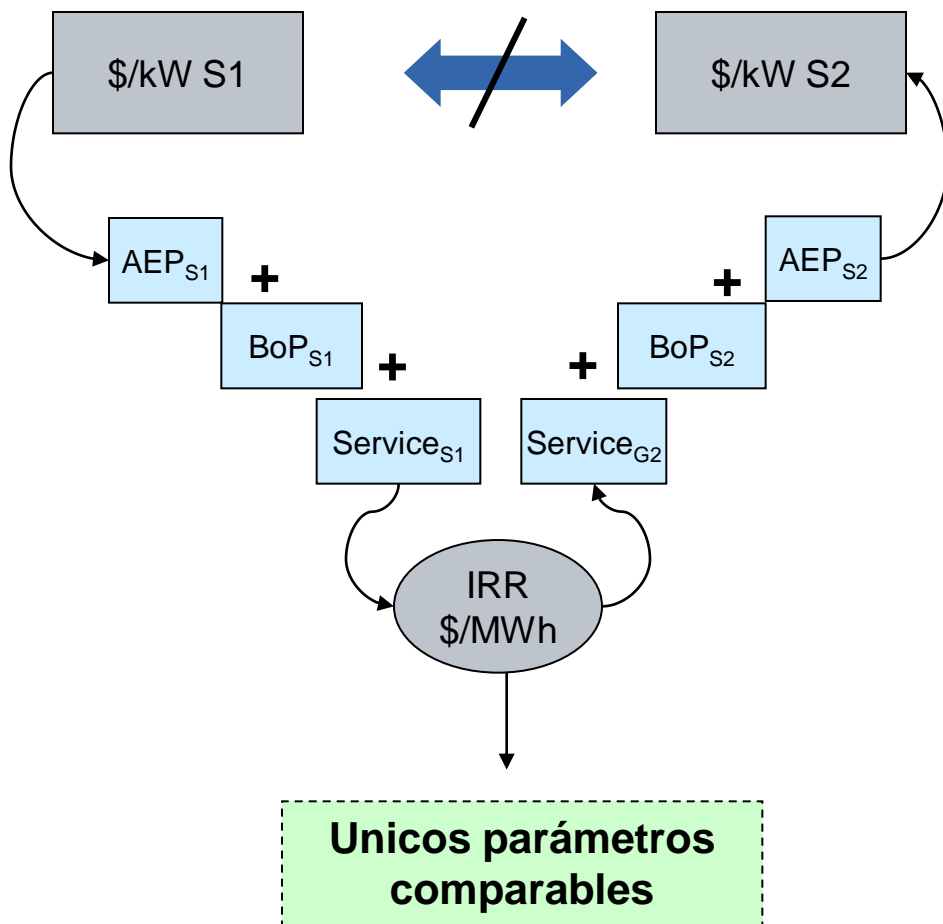 $/kW S1
$/kW S2
AEPS1
+
+
AEPS2
BoPS1
+
+
BoPS2
ServiceS1
ServiceG2
IRR
$/MWh
Unicos parámetros
comparables